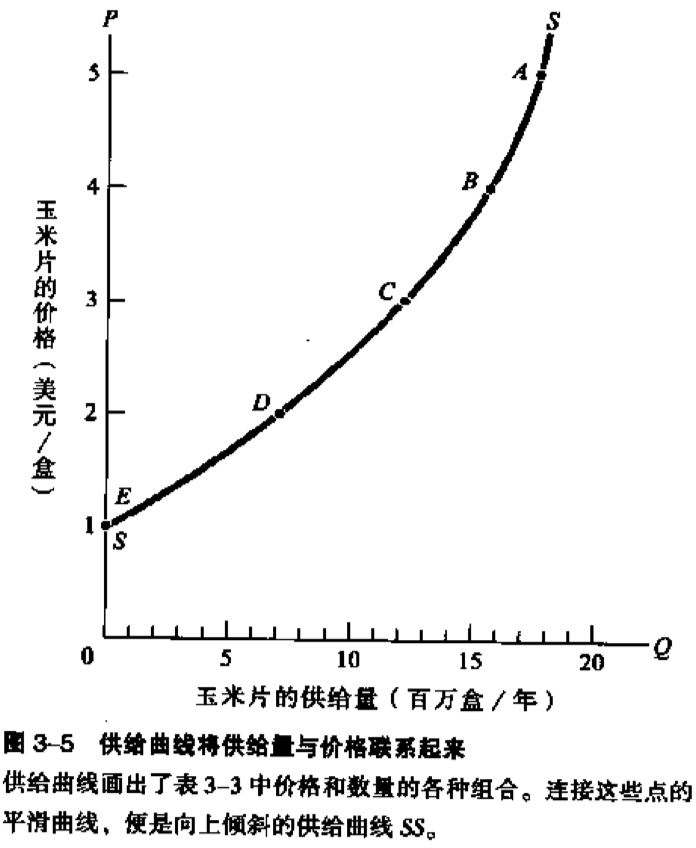 P
S
5
A
4
B
玉米片的价格（美元/盒）
3
C
2
D
E
1
S
0
5
10
15
20
Q
玉米片的供给量（百万盒/年）
图 3-5 供给曲线将供给量与价格联系起来
供给曲线画出了表 3-3 中价格和数量的各种组合。连接这些点的
平滑曲线，便是向上倾斜的供给曲线 SS。